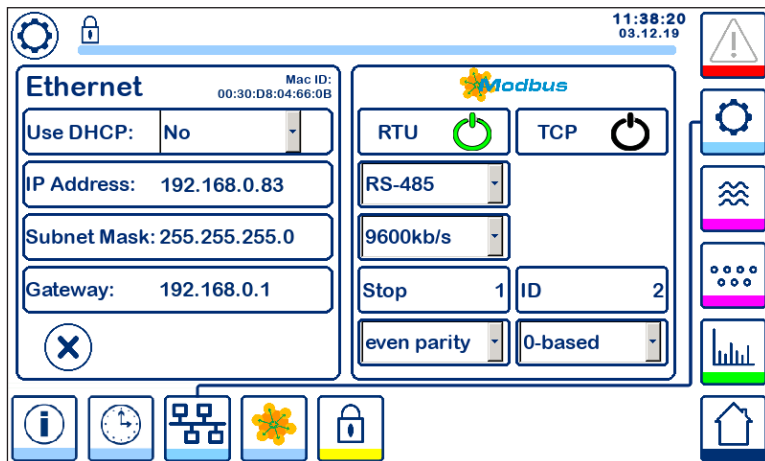 11:38:20
03.12.19
Ethernet
Mac ID:
00:30:D8:04:66:0B
Use DHCP: No
IP Address: 192.168.0.83
Subnet Mask: 255.255.255.0
Gateway: 192.168.0.1
Modbus
RTU TCP
RS-485
9600kb/s
Stop 1 ID 2
even parity 0-based